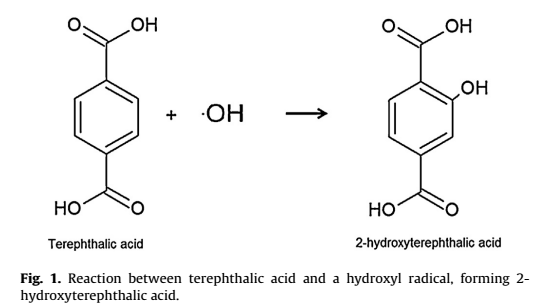 O OH
O OH
OH
+ ·OH
HO O
HO O
Terephthalic acid 2-hydroxyterephthalic acid
Fig. 1. Reaction between terephthalic acid and a hydroxyl radical, forming 2-
hydroxyterephthalic acid.